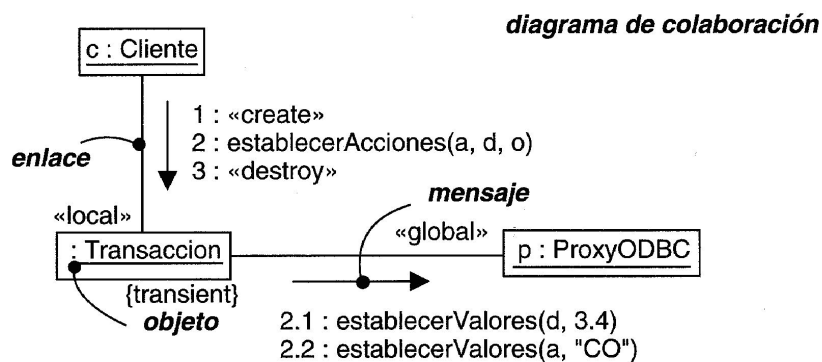 diagrama de colaboración
c : Cliente
1 : «create»
2 : establecerAcciones(a, d, o)
3 : «destroy»
enlace
mensaje
«local»
«global»
: Transaccion
p : ProxyODBC
{transient}
objeto
2.1 : establecerValores(d, 3.4)
2.2 : establecerValores(a, "CO")